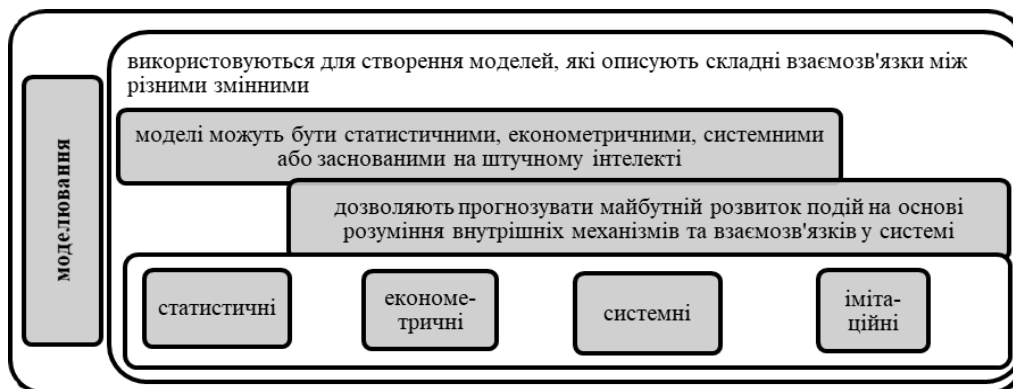 моделювання
використовуються для створення моделей, які описують складні взаємозв'язки між
різними змінними
моделі можуть бути статистичними, економетричними, системними
або заснованими на штучному інтелекті
дозволяють прогнозувати майбутній розвиток подій на основі
розуміння внутрішніх механізмів та взаємозв'язків у системі
статистичні
економе-
тричні
системні
іміта-
ційні